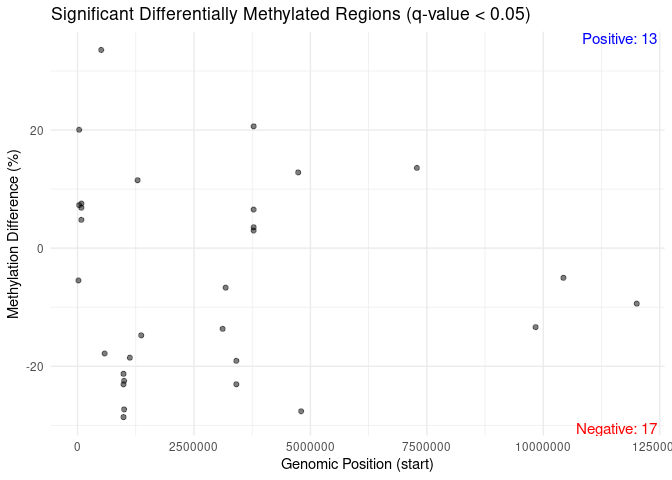 Significant Differentially Methylated Regions (q-value < 0.05)
Positive: 13
20
0
-20
Methylation Difference (%)
Negative: 17
0
2500000
5000000
7500000
10000000
1250000
Genomic Position (start)